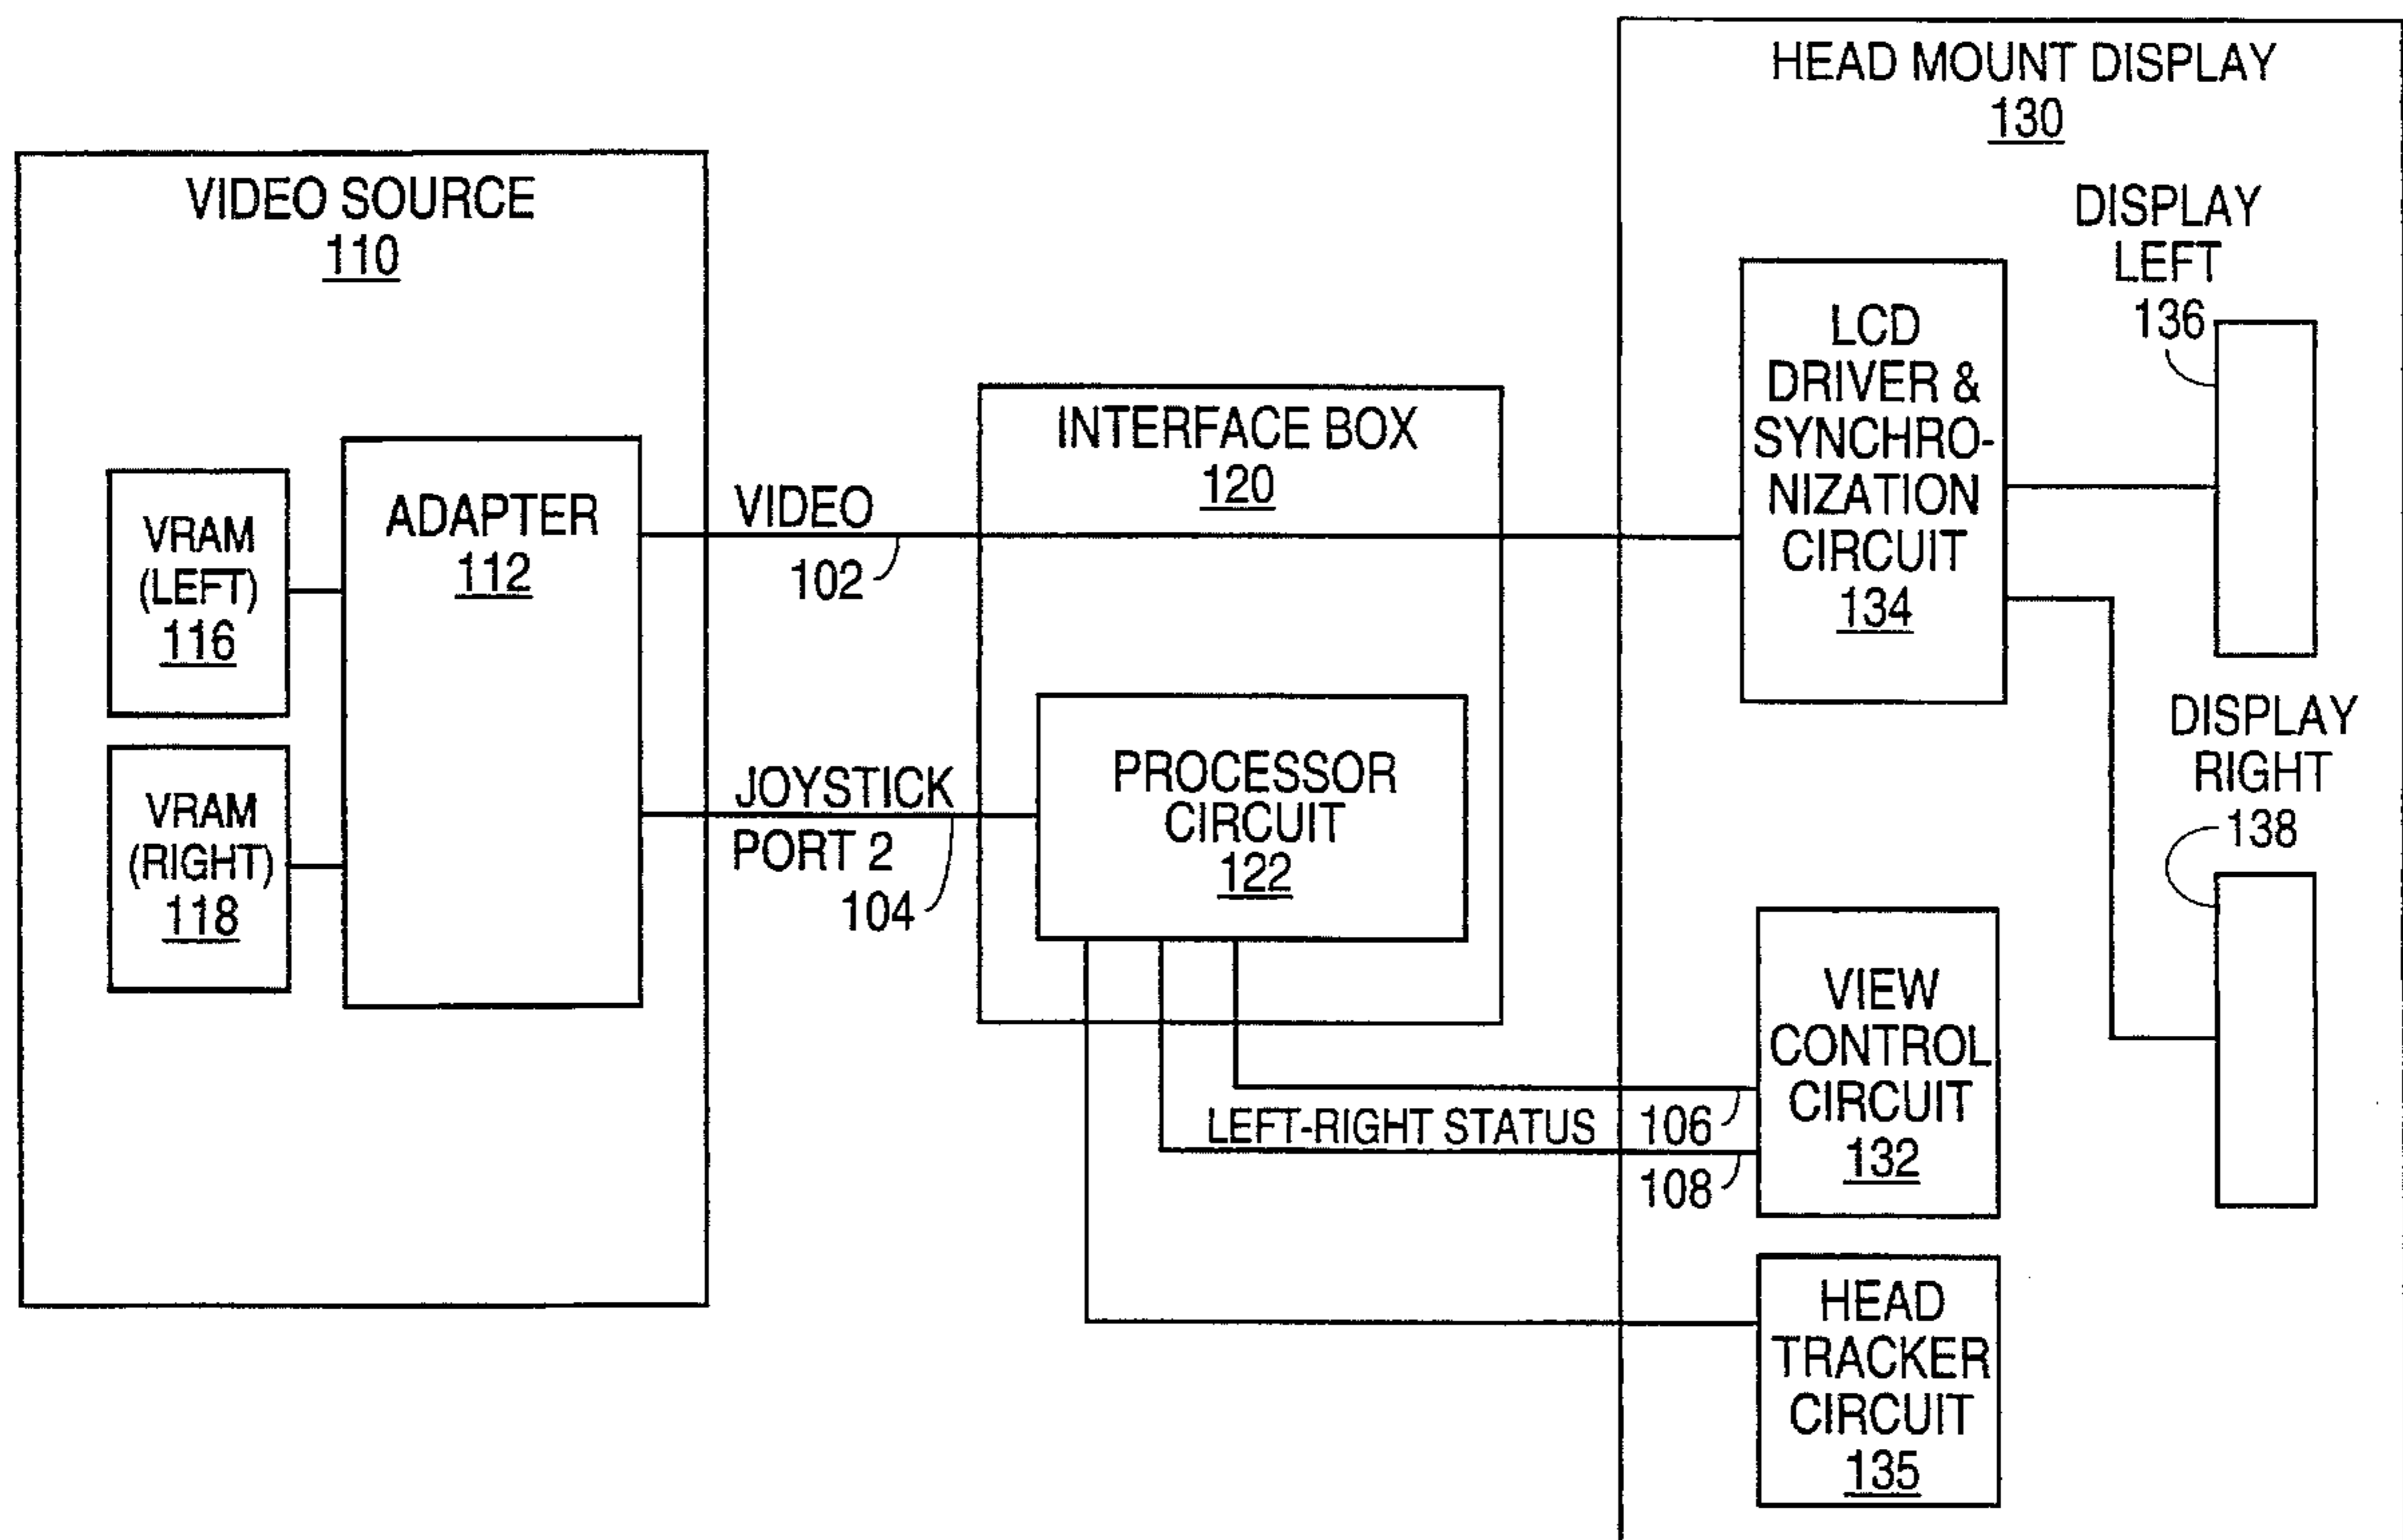 HEAD MOUNT DISPLAY
130
VIDEO SOURCE
110
VRAM
(LEFT)
116
VRAM
(RIGHT)
118
ADAPTER
112
VIDEO
102
JOYSTICK
PORT 2
104
INTERFACE BOX
120
PROCESSOR
CIRCUIT
122
LEFT-RIGHT STATUS
106
108
LCD
DRIVER &
SYNCHRO-
NIZATION
CIRCUIT
134
DISPLAY
LEFT
136
DISPLAY
RIGHT
138
VIEW
CONTROL
CIRCUIT
132
HEAD
TRACKER
CIRCUIT
135